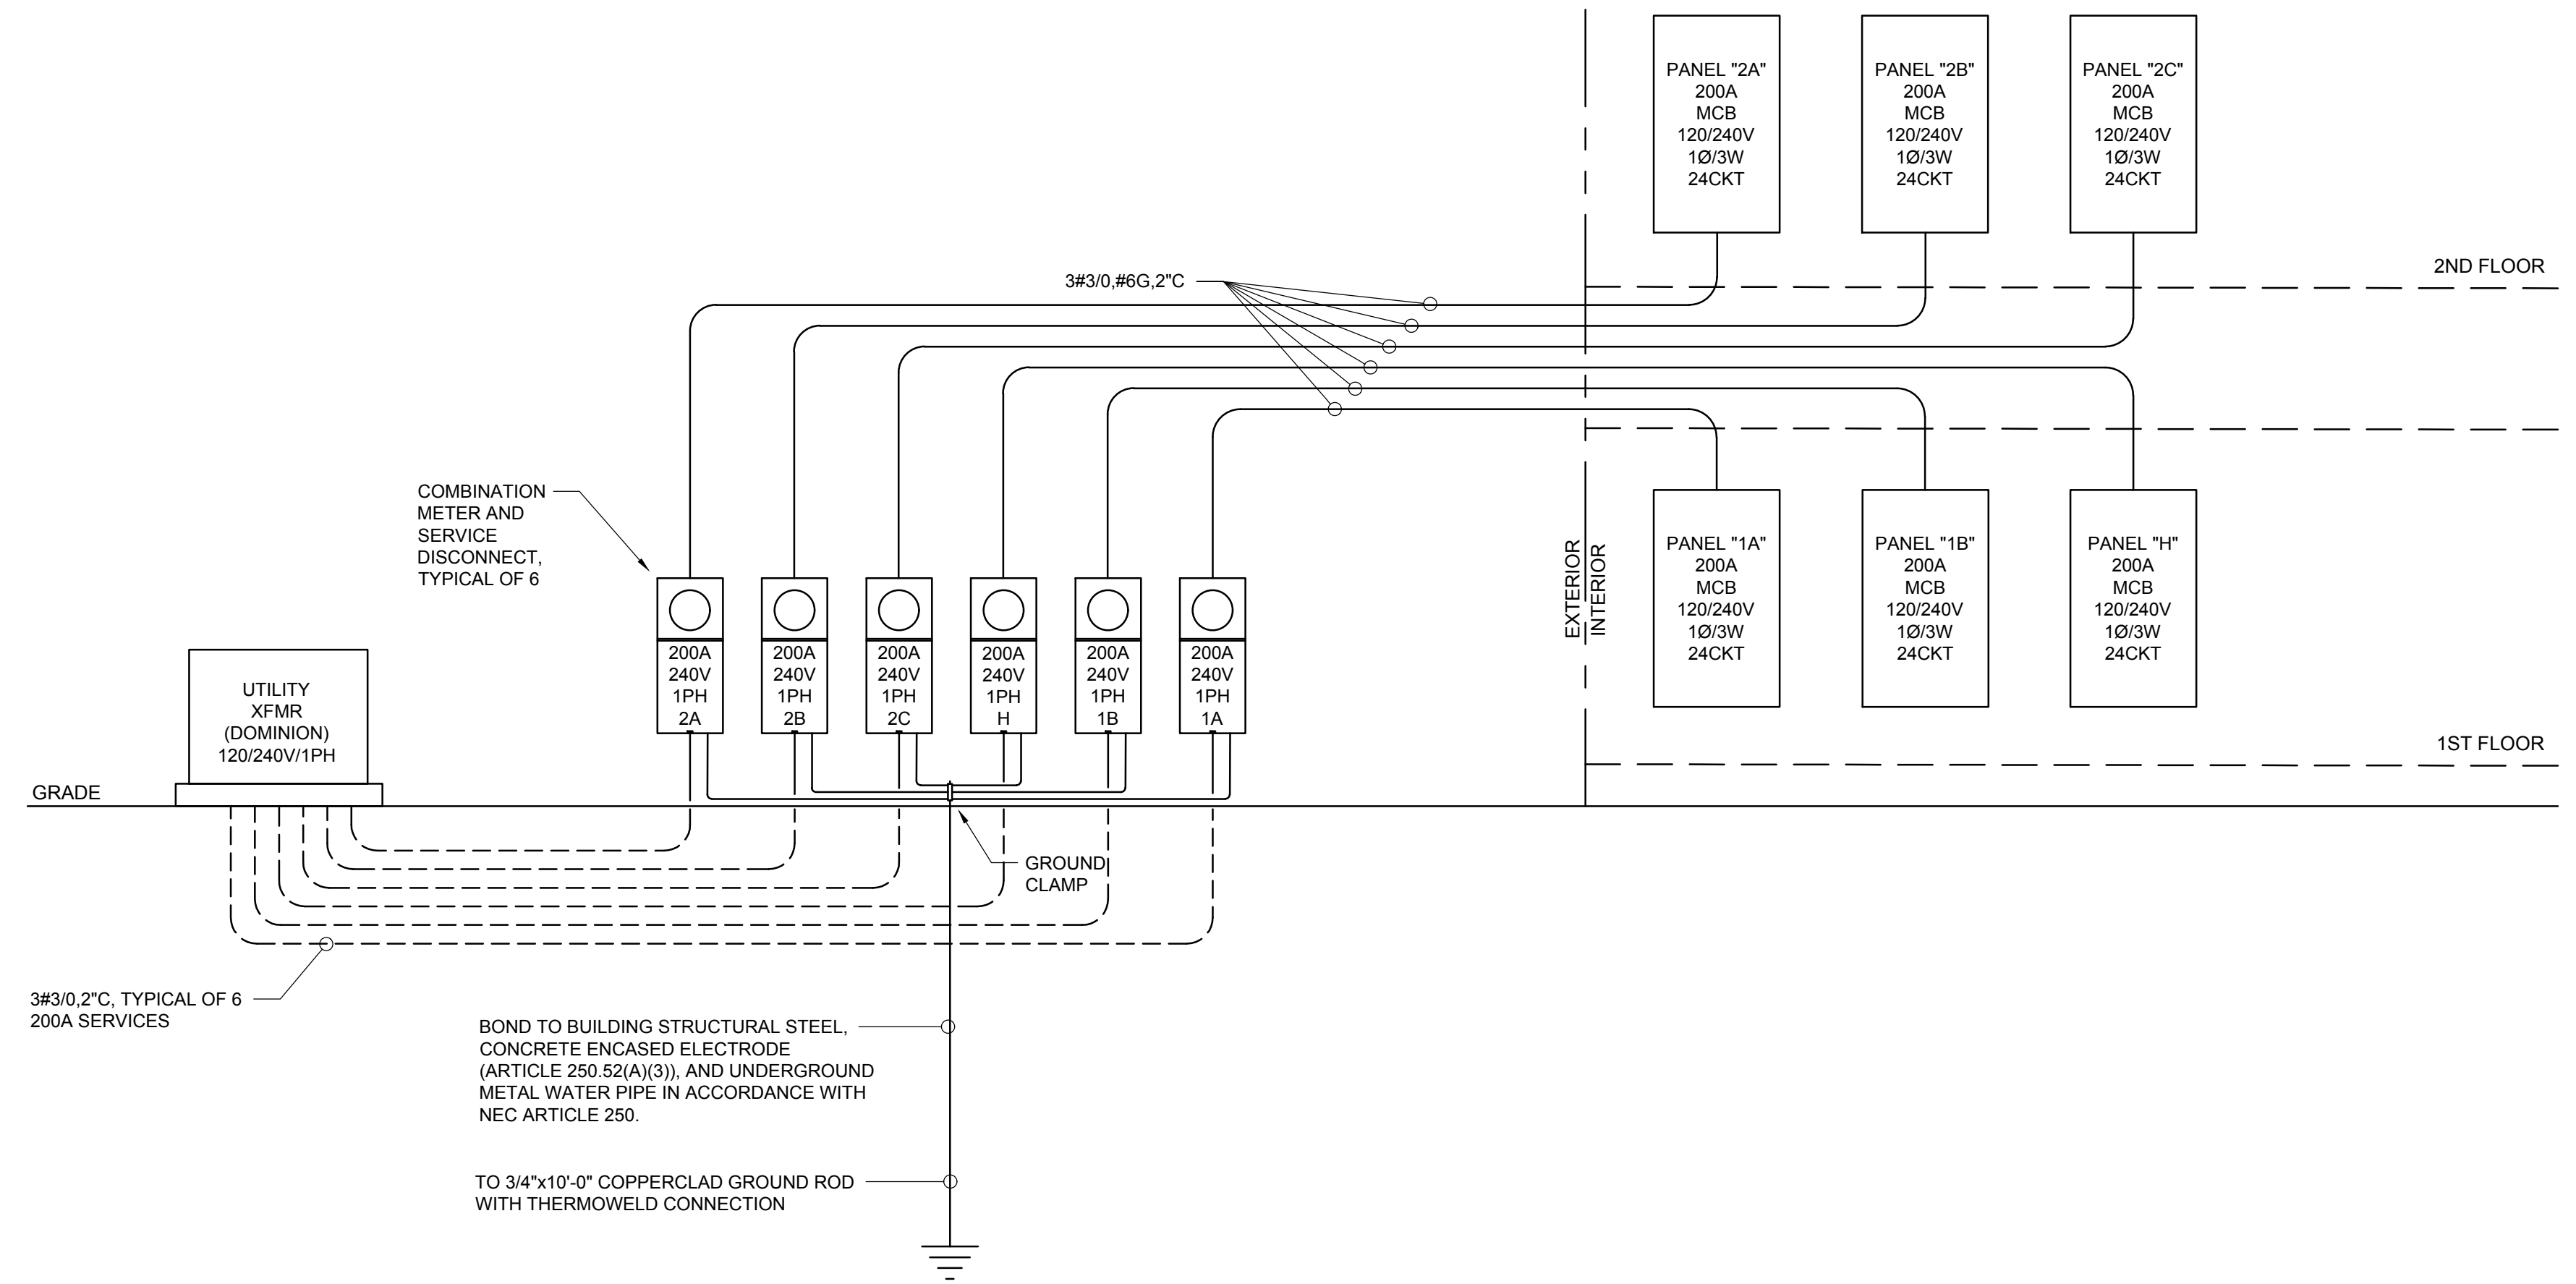 PANEL "2A"
200A
MCB
120/240V
1Ø/3W
24CKT
PANEL "2B"
200A
MCB
120/240V
1Ø/3W
24CKT
PANEL "2C"
200A
MCB
120/240V
1Ø/3W
24CKT
2ND FLOOR
3#3/0,#6G,2"C
COMBINATION
METER AND
SERVICE
DISCONNECT,
TYPICAL OF 6
EXTERIOR
INTERIOR
PANEL "1A"
200A
MCB
120/240V
1Ø/3W
24CKT
PANEL "1B"
200A
MCB
120/240V
1Ø/3W
24CKT
PANEL "H"
200A
MCB
120/240V
1Ø/3W
24CKT
1ST FLOOR
200A
240V
1PH
2A
200A
240V
1PH
2B
200A
240V
1PH
2C
200A
240V
1PH
H
200A
240V
1PH
1B
200A
240V
1PH
1A
UTILITY
XFMR
(DOMINION)
120/240V/1PH
GRADE
GROUND
CLAMP
3#3/0,2"C, TYPICAL OF 6
200A SERVICES
BOND TO BUILDING STRUCTURAL STEEL,
CONCRETE ENCASED ELECTRODE
(ARTICLE 250.52(A)(3)), AND UNDERGROUND
METAL WATER PIPE IN ACCORDANCE WITH
NEC ARTICLE 250.
TO 3/4"x10'-0" COPPERCLAD GROUND ROD
WITH THERMOWELD CONNECTION